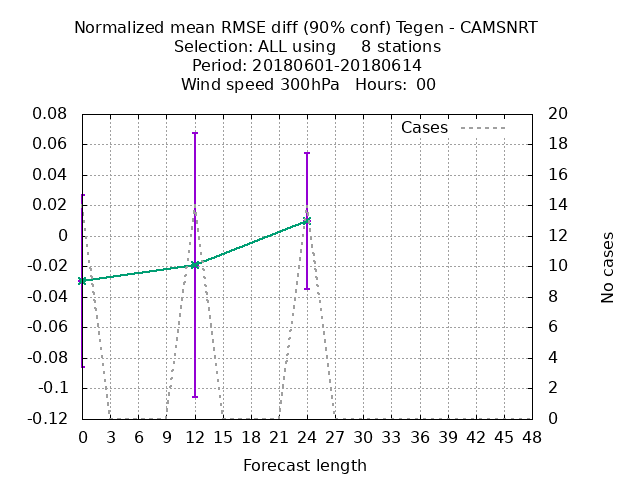 Normalized mean RMSE diff (90% conf) Tegen - CAMSNRT
Selection: ALL using     8 stations
Period: 20180601-20180614
Wind speed 300hPa   Hours:  00
Cases
0.08
0.06
0.04
0.02
0
-0.02
-0.04
-0.06
-0.08
-0.1
-0.12
20
18
16
14
12
10
8
6
4
2
0
No cases
0 3 6 9 12 15 18 21 24 27 30 33 36 39 42 45 48
Forecast length